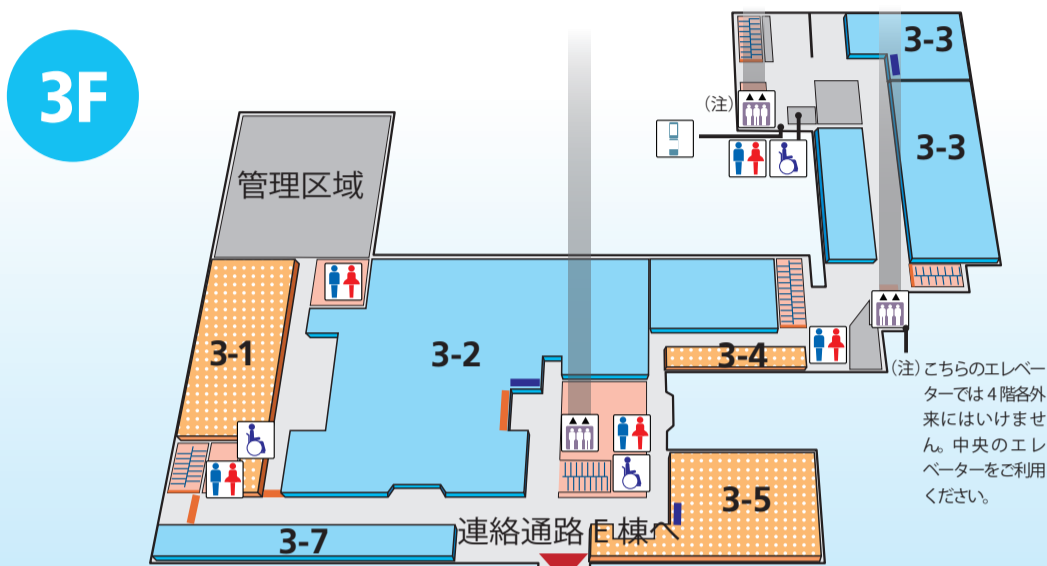 3F
3-3
(注)
3-3
管理区域
3-1
3-2
3-4
(注)こちらのエレベー
ターでは4階各外
来にはいけませ
ん。中央のエレ
ベーターをご利用
ください。
3-5
連絡通路 E棟へ
3-7